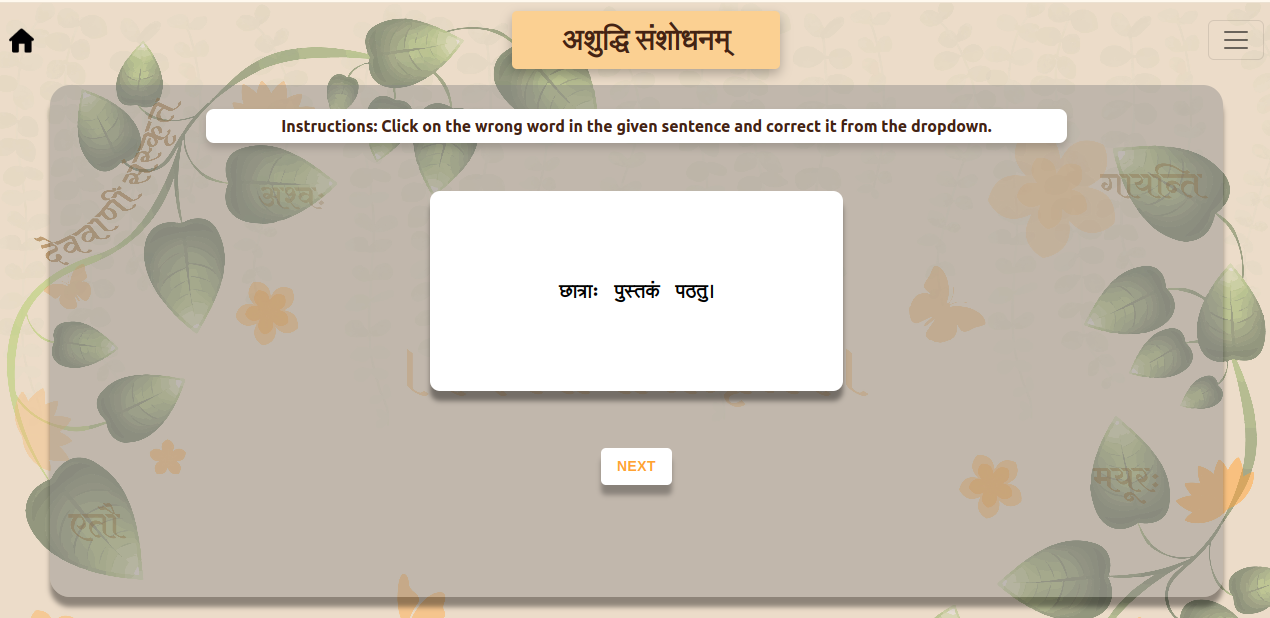 अशुद्धि संशोधनम्
Instructions: Click on the wrong word in the given sentence and correct it from the dropdown.
देववाणीं
अश्वः
गायन्ति
छात्राः पुस्तकं पठतु।
NEXT
मयूरः
एतौ